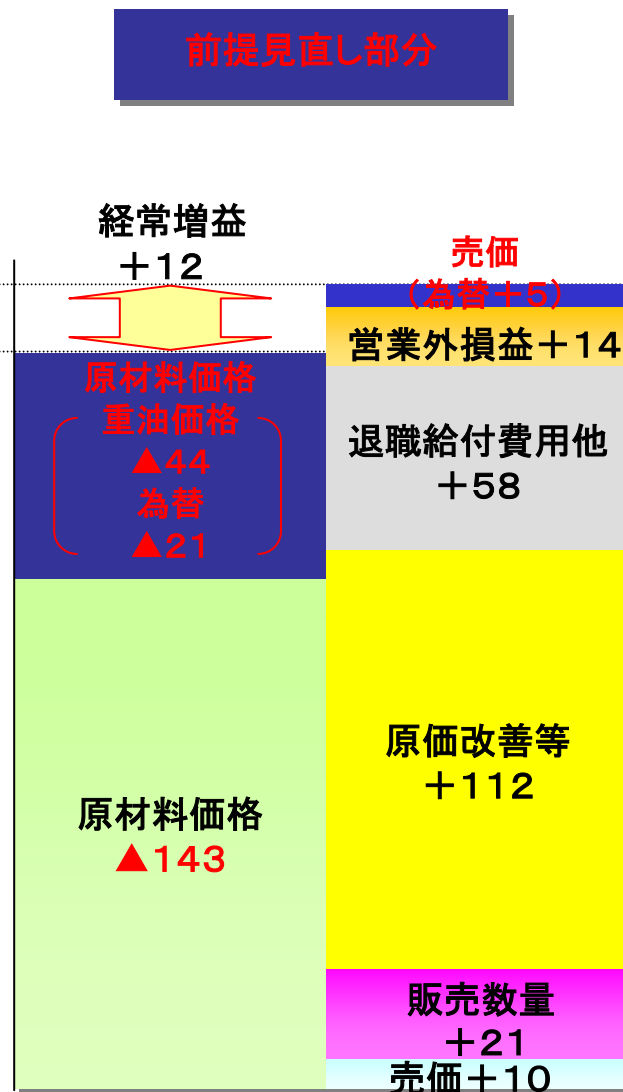 前提見直し部分
経常増益
＋12
原材料価格
重油価格
▲44
為替
▲21
原材料価格
▲143
売価
（為替＋5）
営業外損益＋14
退職給付費用他
＋58
原価改善等
＋112
販売数量
＋21
売価＋10